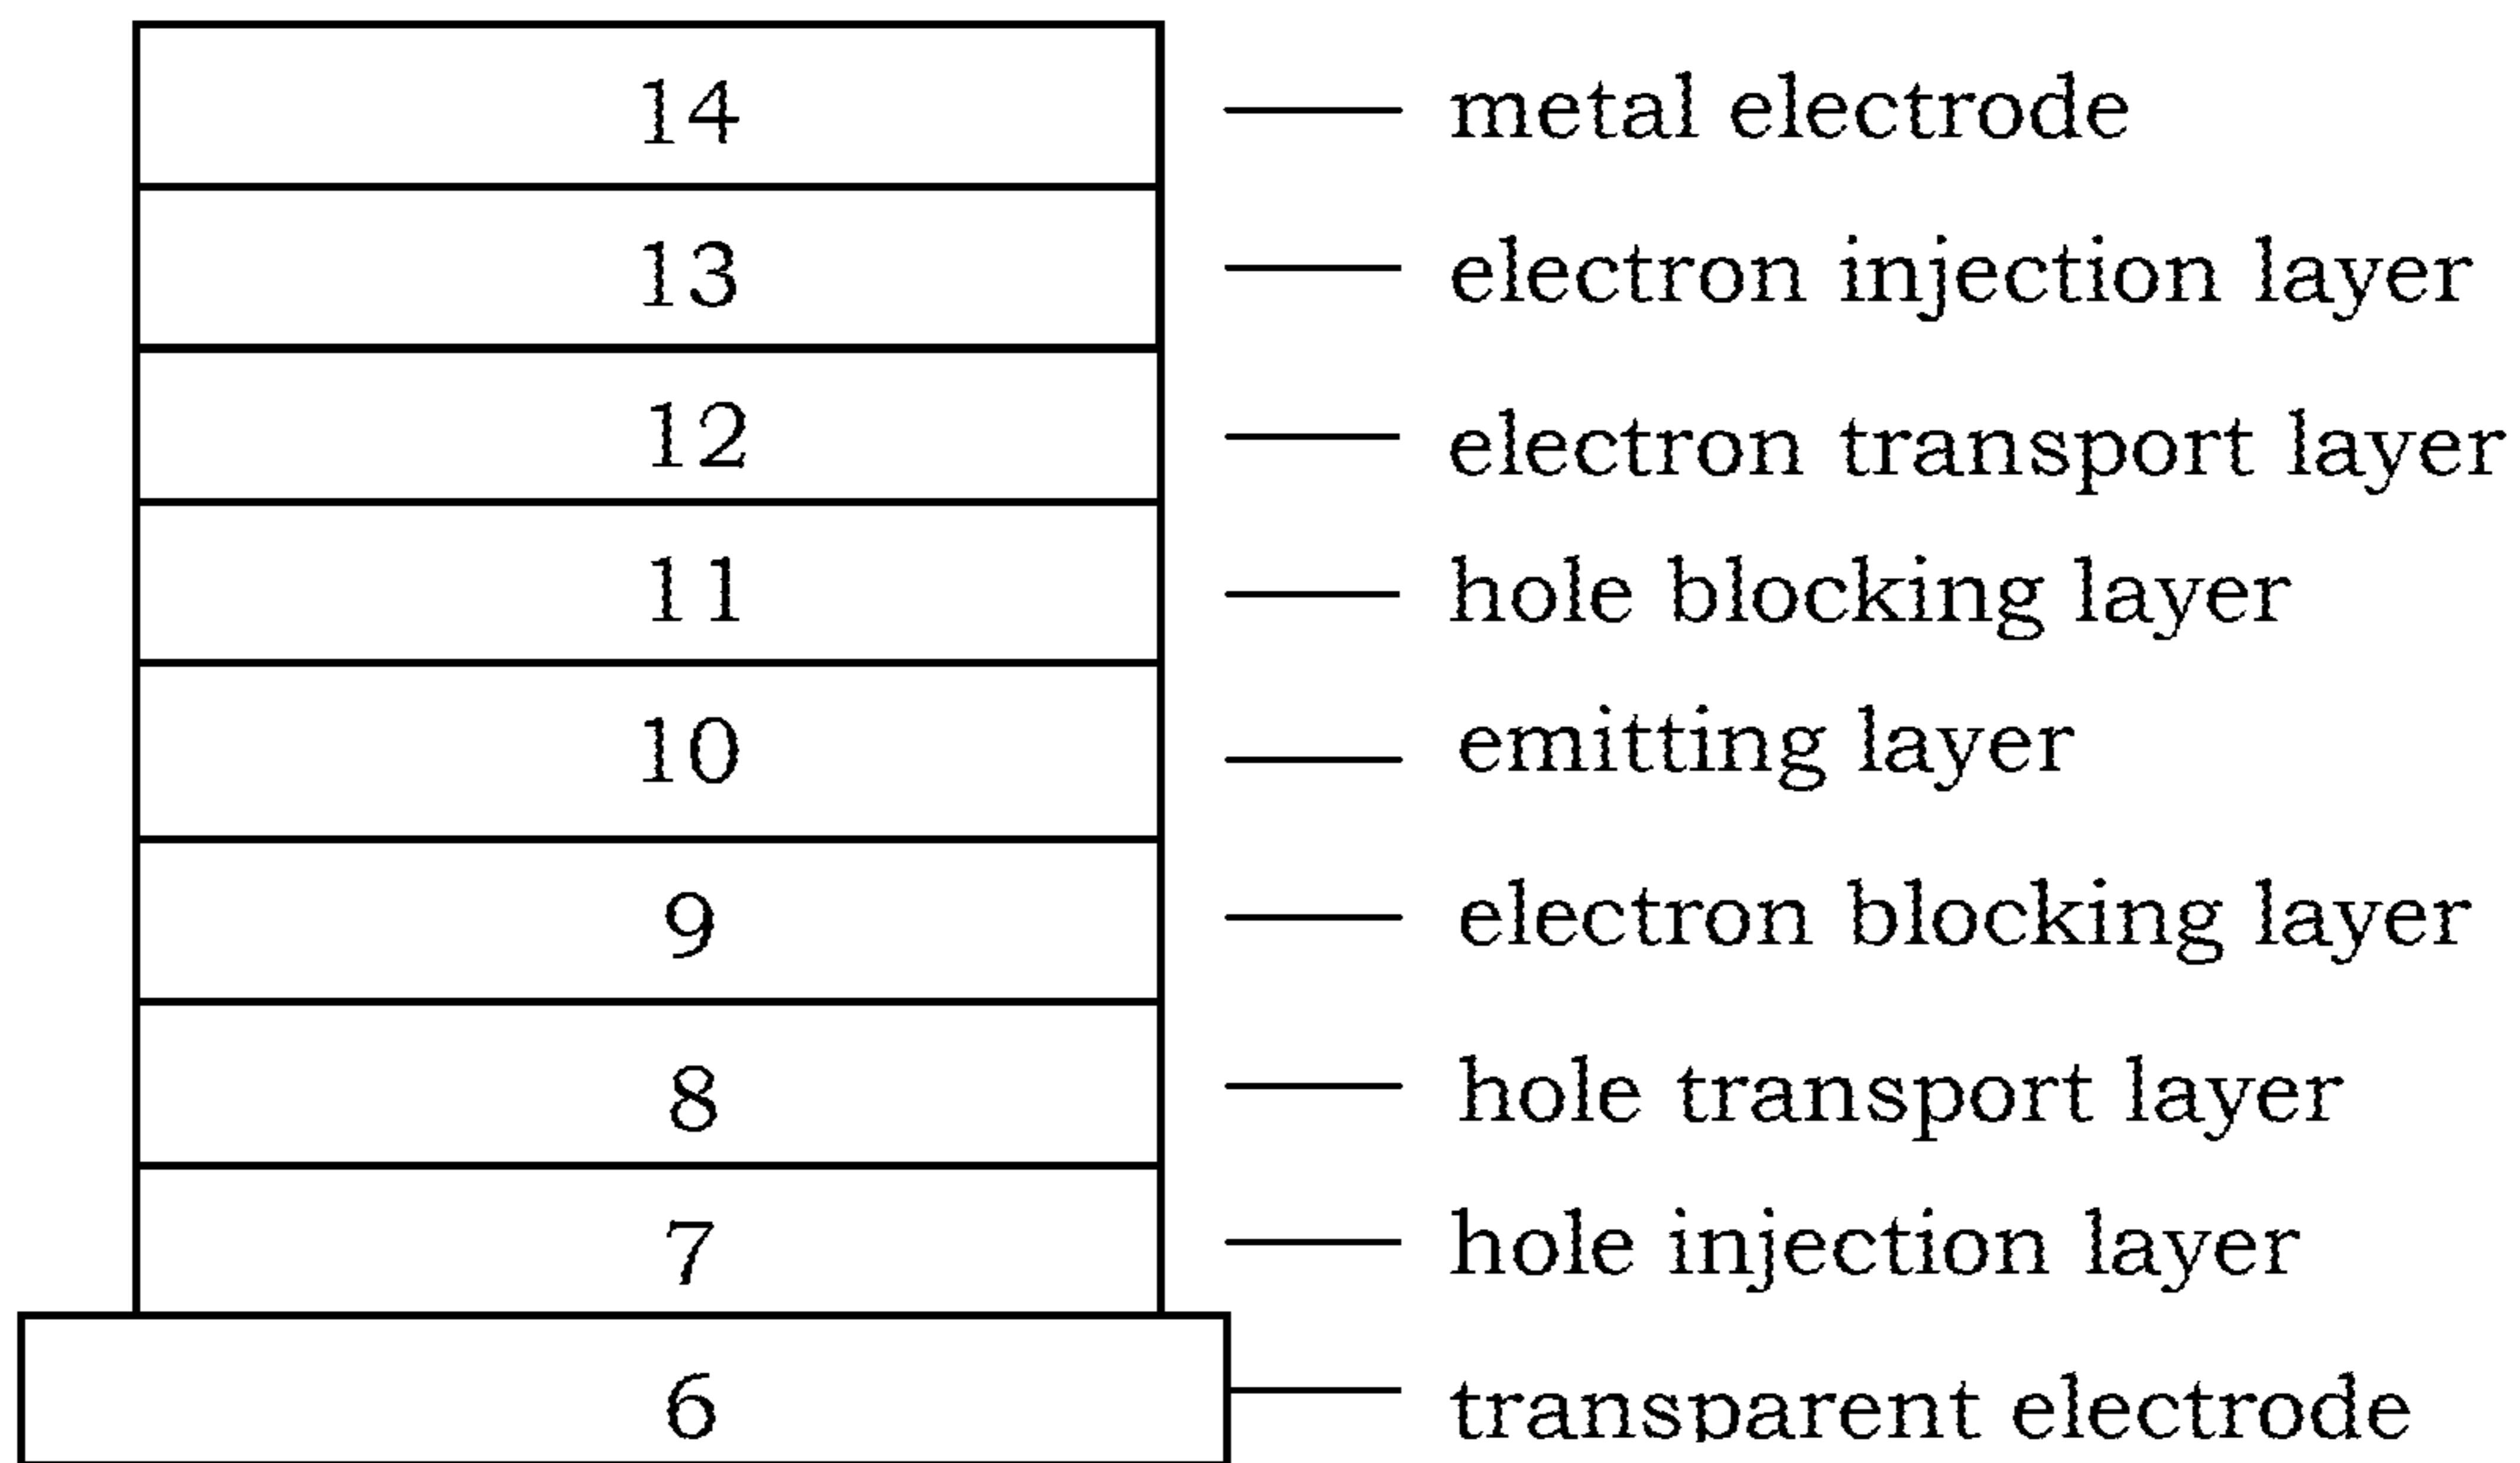 14 metal electrode
13 electron injection layer
12 electron transport layer
11 hole blocking layer
10 emitting layer
9 electron blocking layer
8 hole transport layer
7 hole injection layer
6 transparent electrode